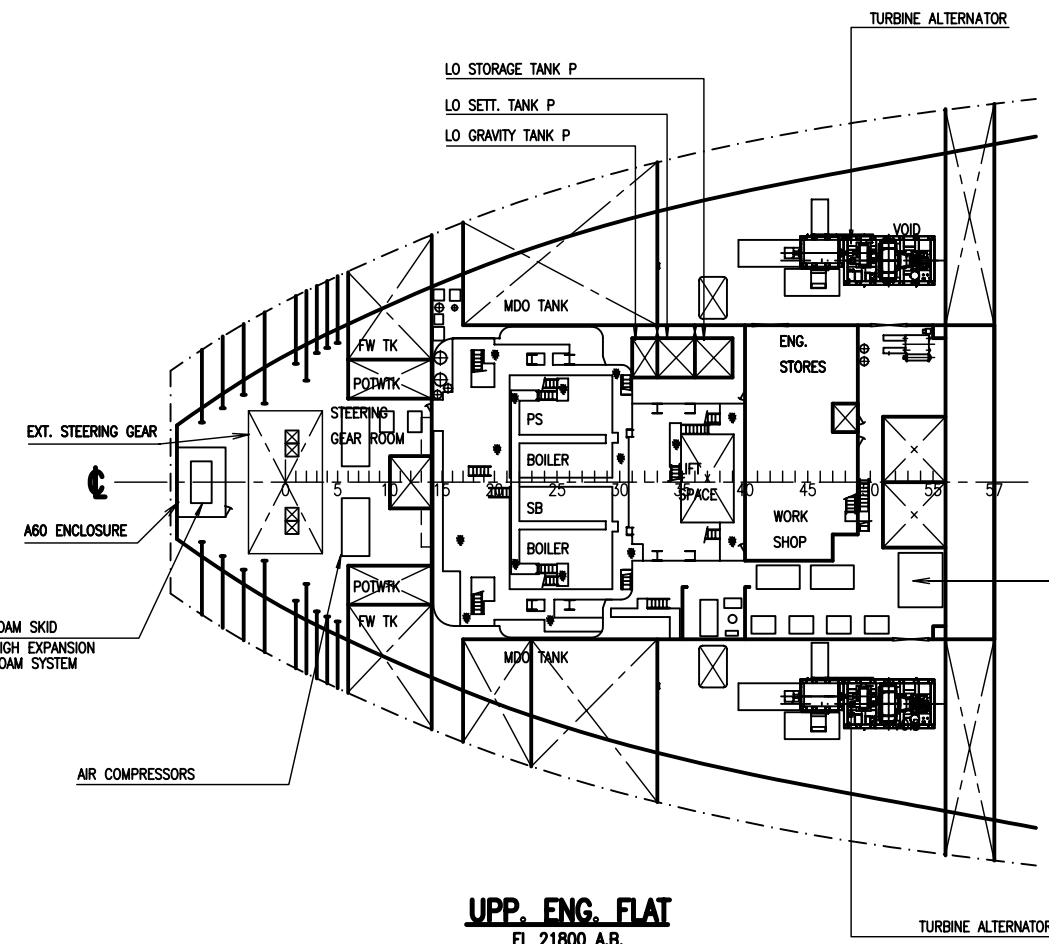 TURBINE ALTERNATOR
LO STORAGE TANK P
LO SETT. TANK P
LO GRAVITY TANK P
VOID
MDO TANK
FW TK
POTWTK
ENG.
STORES
STEERING
GEAR ROOM
EXT. STEERING GEAR
PS
BOILER
LIFT
SPACE
0 5 10 15 20 25 30 35 40 45 50 55 57
SB
BOILER
WORK
SHOP
A60 ENCLOSURE
POTWTK
FW TK
OAM SKID
IGH EXPANSION
OAM SYSTEM
MDO TANK
VOID
AIR COMPRESSORS
UPP. ENG. FLAT
FL 21800 A.B.
TURBINE ALTERNATOR